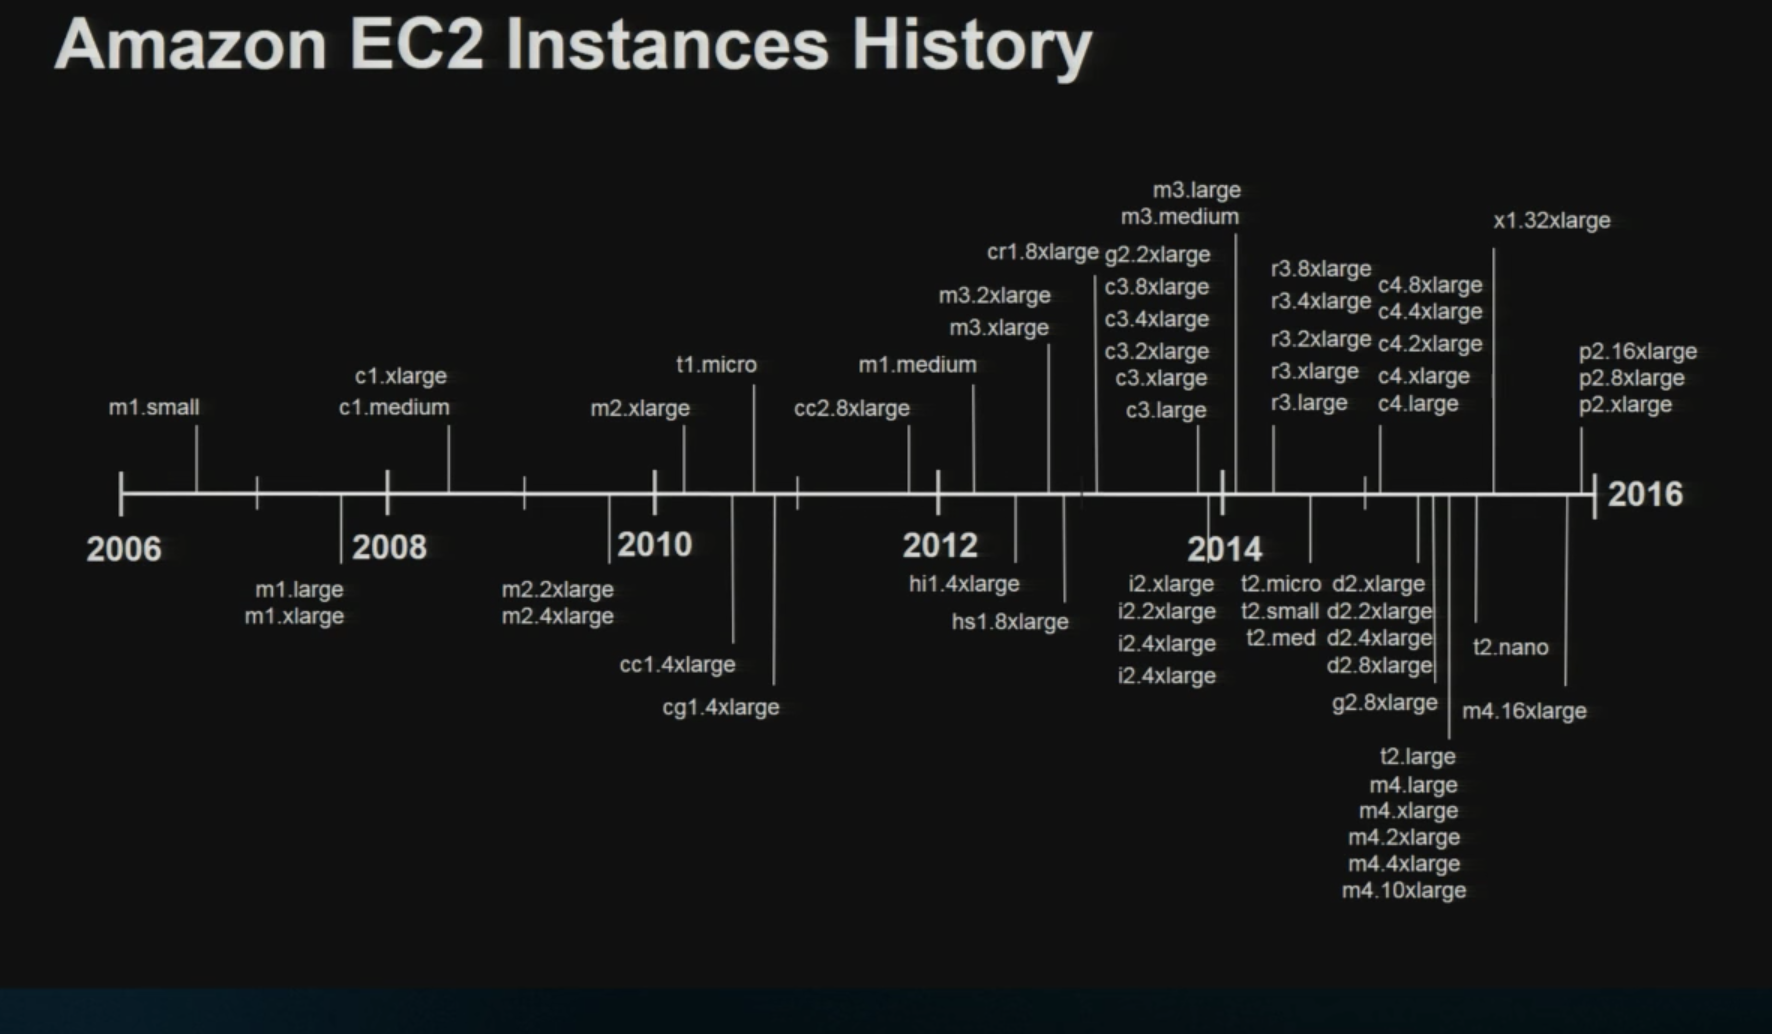 Amazon EC2 Instances History
m1.small
c1.xlarge
c1.medium
m2.xlarge
t1.micro
cc2.8xlarge
m1.medium
m3.2xlarge
m3.xlarge
cr1.8xlarge
g2.2xlarge
c3.8xlarge
c3.4xlarge
c3.2xlarge
c3.xlarge
c3.large
m3.large
m3.medium
r3.8xlarge
r3.4xlarge
r3.2xlarge
r3.xlarge
r3.large
c4.8xlarge
c4.4xlarge
c4.2xlarge
c4.xlarge
c4.large
x1.32xlarge
p2.16xlarge
p2.8xlarge
p2.xlarge
2006
2008
2010
2012
2014
2016
m1.large
m1.xlarge
m2.2xlarge
m2.4xlarge
cc1.4xlarge
cg1.4xlarge
hi1.4xlarge
hs1.8xlarge
i2.xlarge
i2.2xlarge
i2.4xlarge
i2.4xlarge
t2.micro
t2.small
t2.med
d2.xlarge
d2.2xlarge
d2.4xlarge
d2.8xlarge
g2.8xlarge
t2.large
m4.large
m4.xlarge
m4.2xlarge
m4.4xlarge
m4.10xlarge
t2.nano
m4.16xlarge